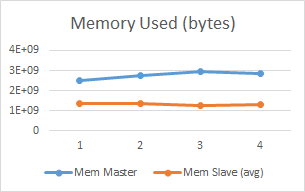 Memory Used (bytes)
4E+09
3E+09
2E+09
1E+09
0
1 2 3 4
Mem Master Mem Slave (avg)